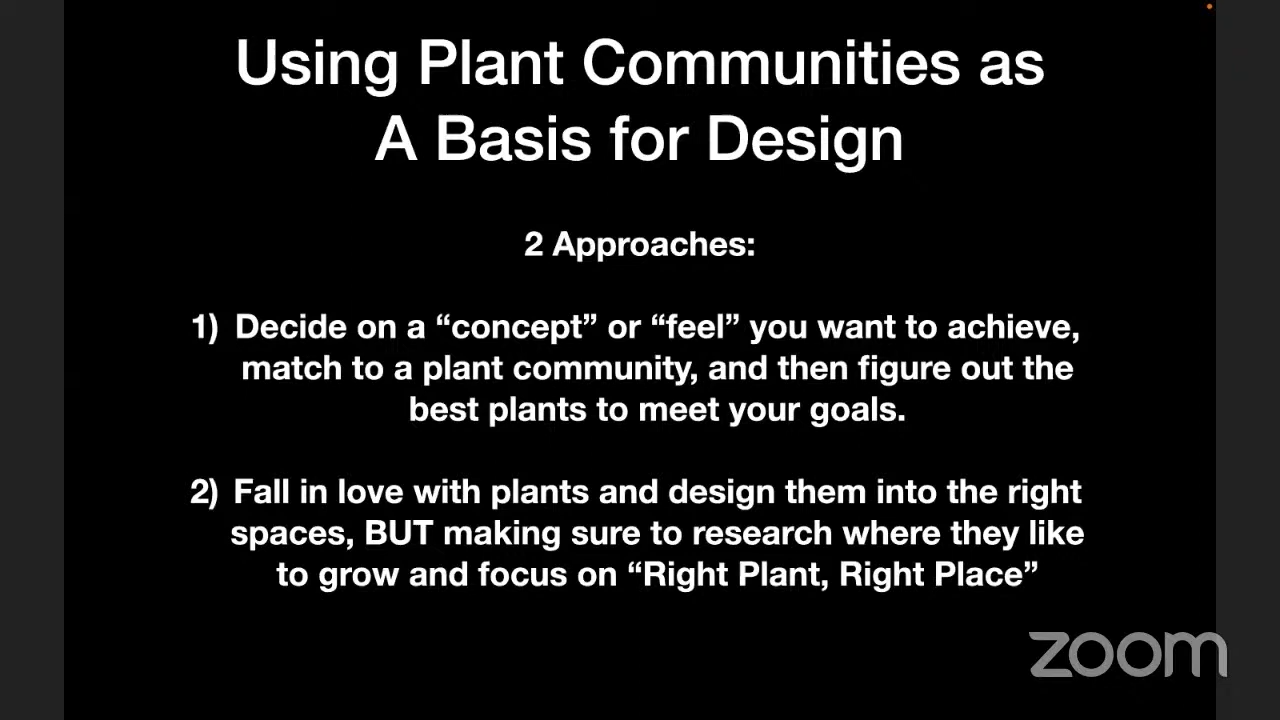 Using Plant Communities as
A Basis for Design
2 Approaches:
1) Decide on a “concept” or “feel” you want to achieve,
match to a plant community, and then figure out the
best plants to meet your goals.
2) Fall in love with plants and design them into the right
spaces, BUT making sure to research where they like
to grow and focus on “Right Plant, Right Place”
zoom